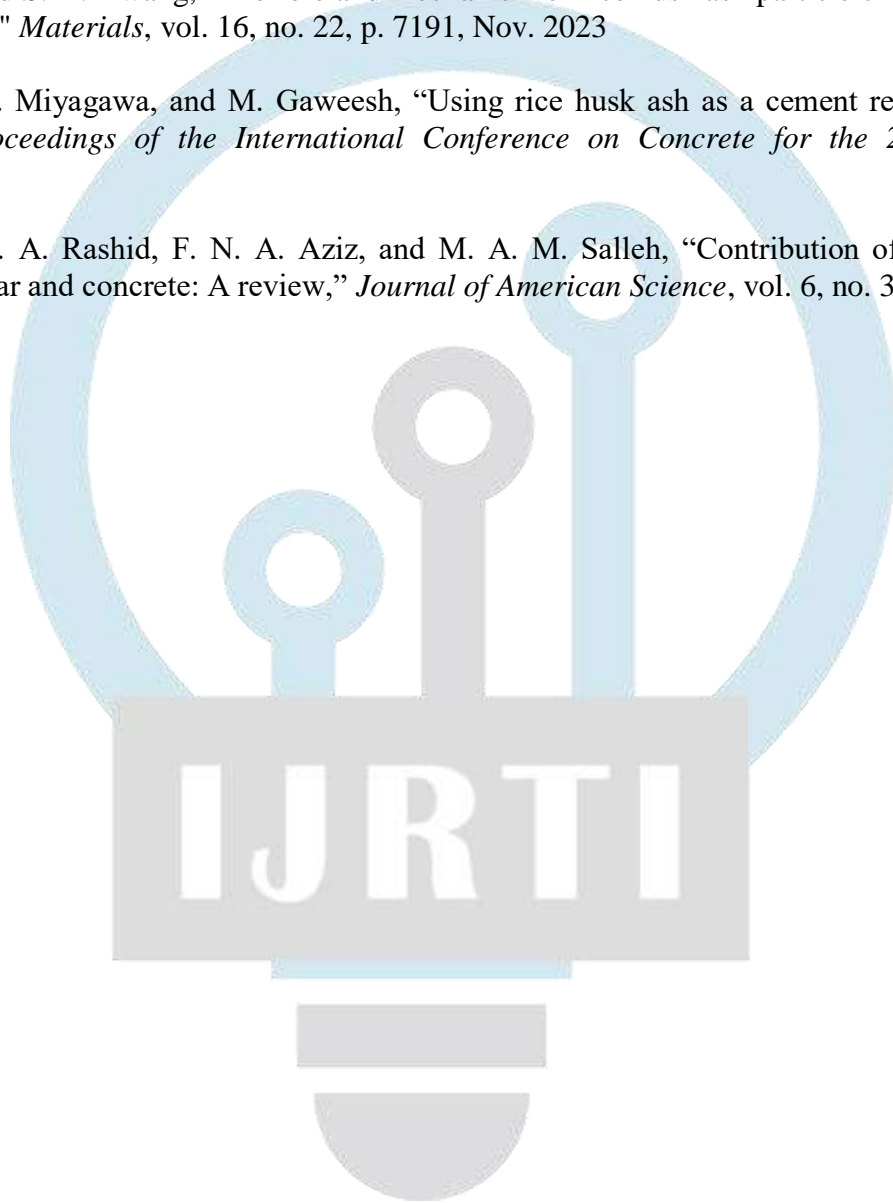 " Materials, vol. 16, no. 22, p. 7191, Nov. 2023
. Miyagawa, and M. Gaweesh, “Using rice husk ash as a cement re
oceedings of the International Conference on Concrete for the 2
. A. Rashid, F. N. A. Aziz, and M. A. M. Salleh, “Contribution of
ar and concrete: A review,” Journal of American Science, vol. 6, no. 3
IJRTI